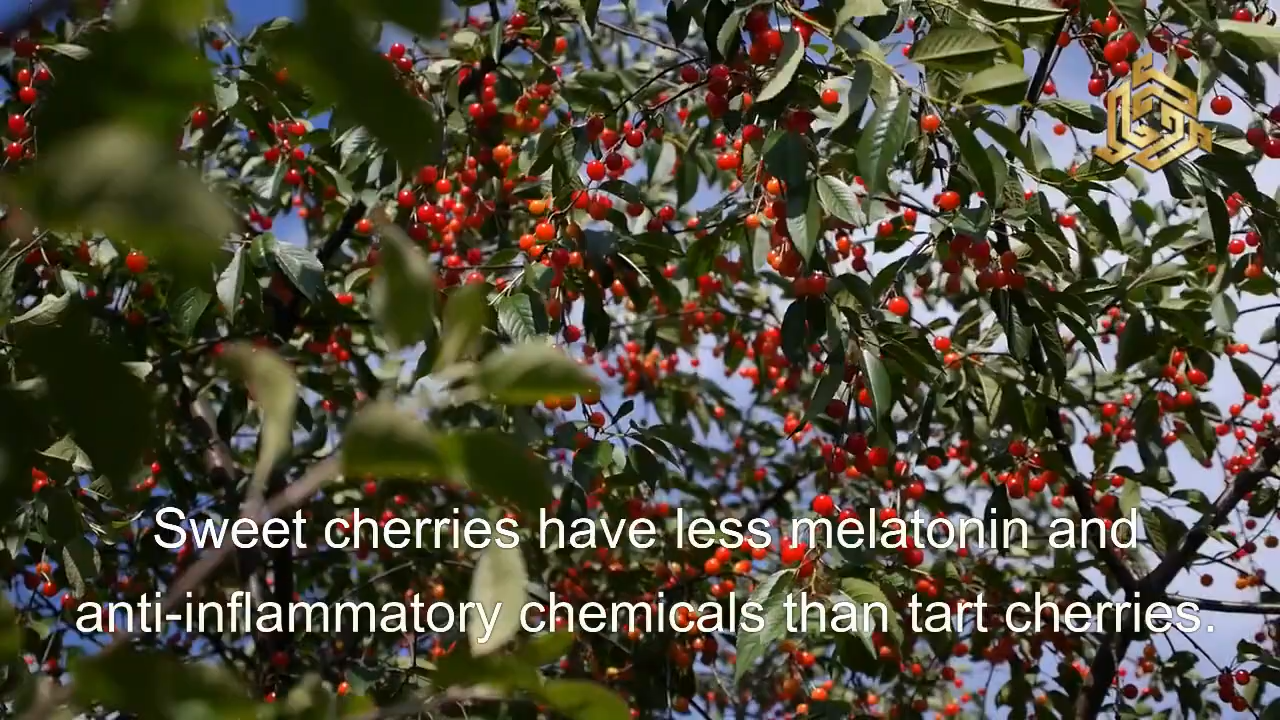 Sweet cherries have less melatonin and
anti-inflammatory chemicals than tart cherries.